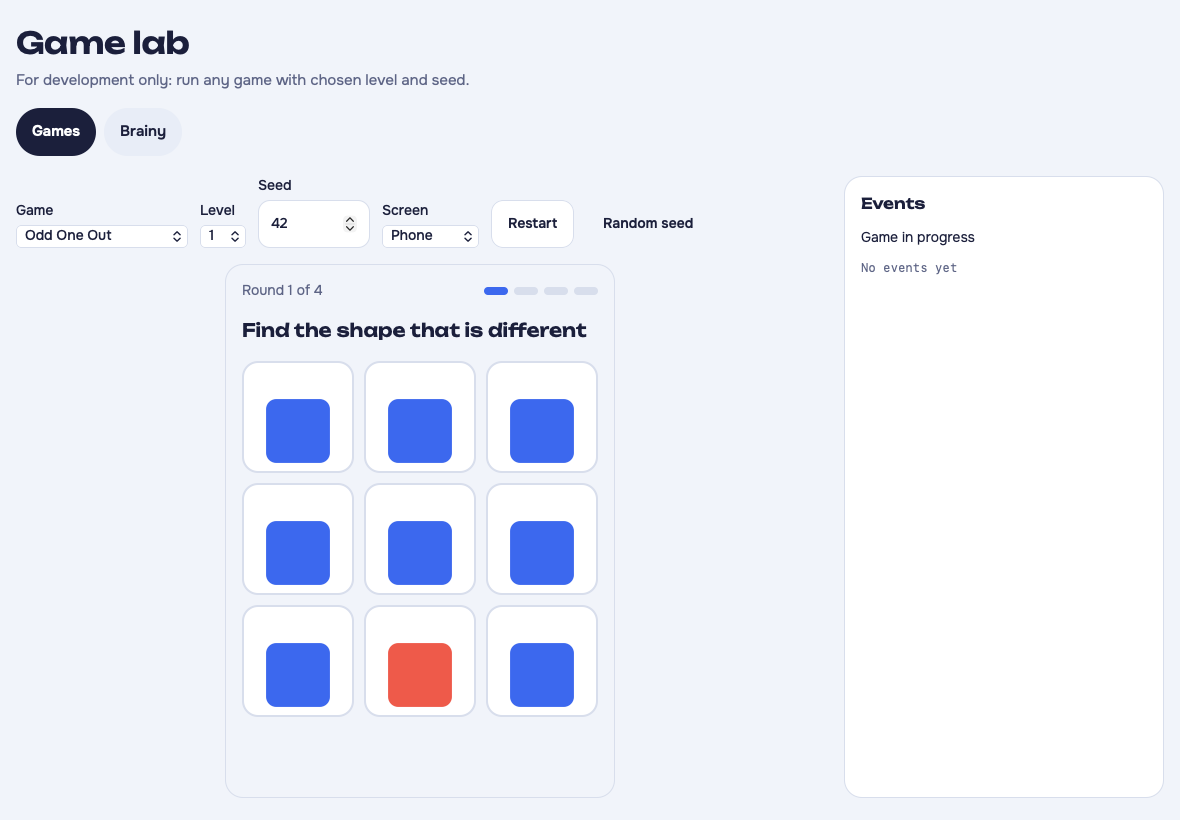 Game lab
For development only: run any game with chosen level and seed.
Games
Brainy
Game
Odd One Out
Level
1
Seed
42
Screen
Phone
Restart
Random seed
Round 1 of 4
Find the shape that is different
Events
Game in progress
No events yet